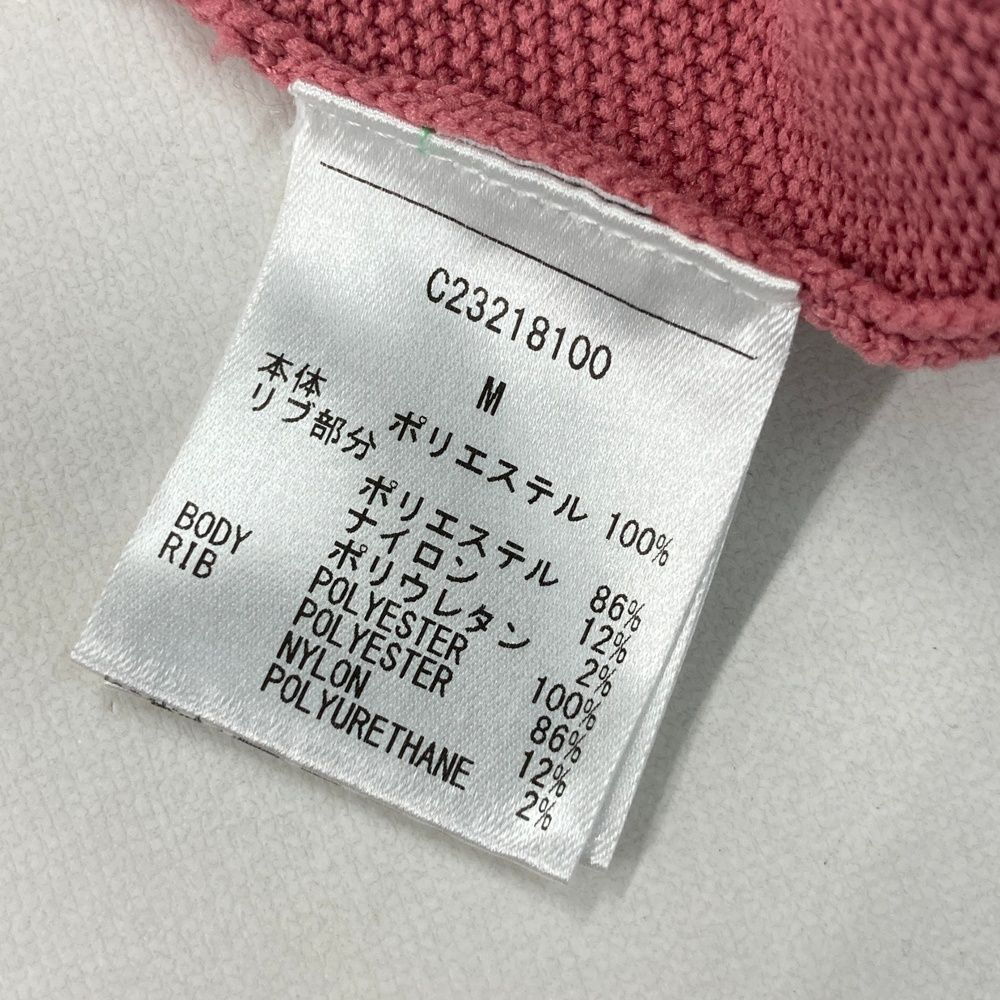 C23218100
M
本体 ポリエステル 100%
リブ部分
ポリエステル 86%
ナイロン 12%
ポリウレタン 2%
BODY POLYESTER 100%
RIB POLYESTER 86%
NYLON 12%
POLYURETHANE 2%